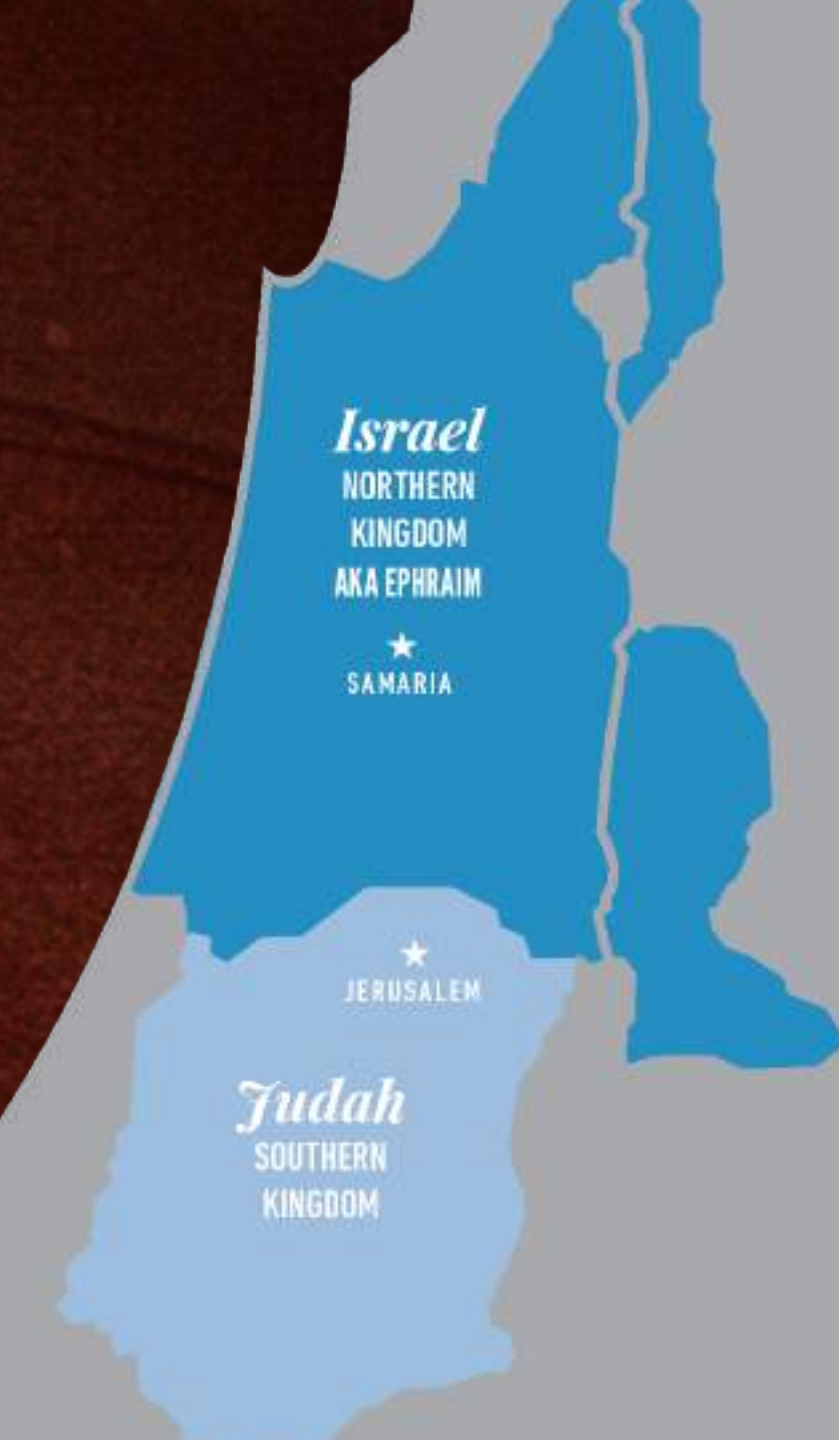 Israel
NORTHERN
KINGDOM
AKA EPHRAIM
SAMARIA
JERUSALEM
Judah
SOUTHERN
KINGDOM